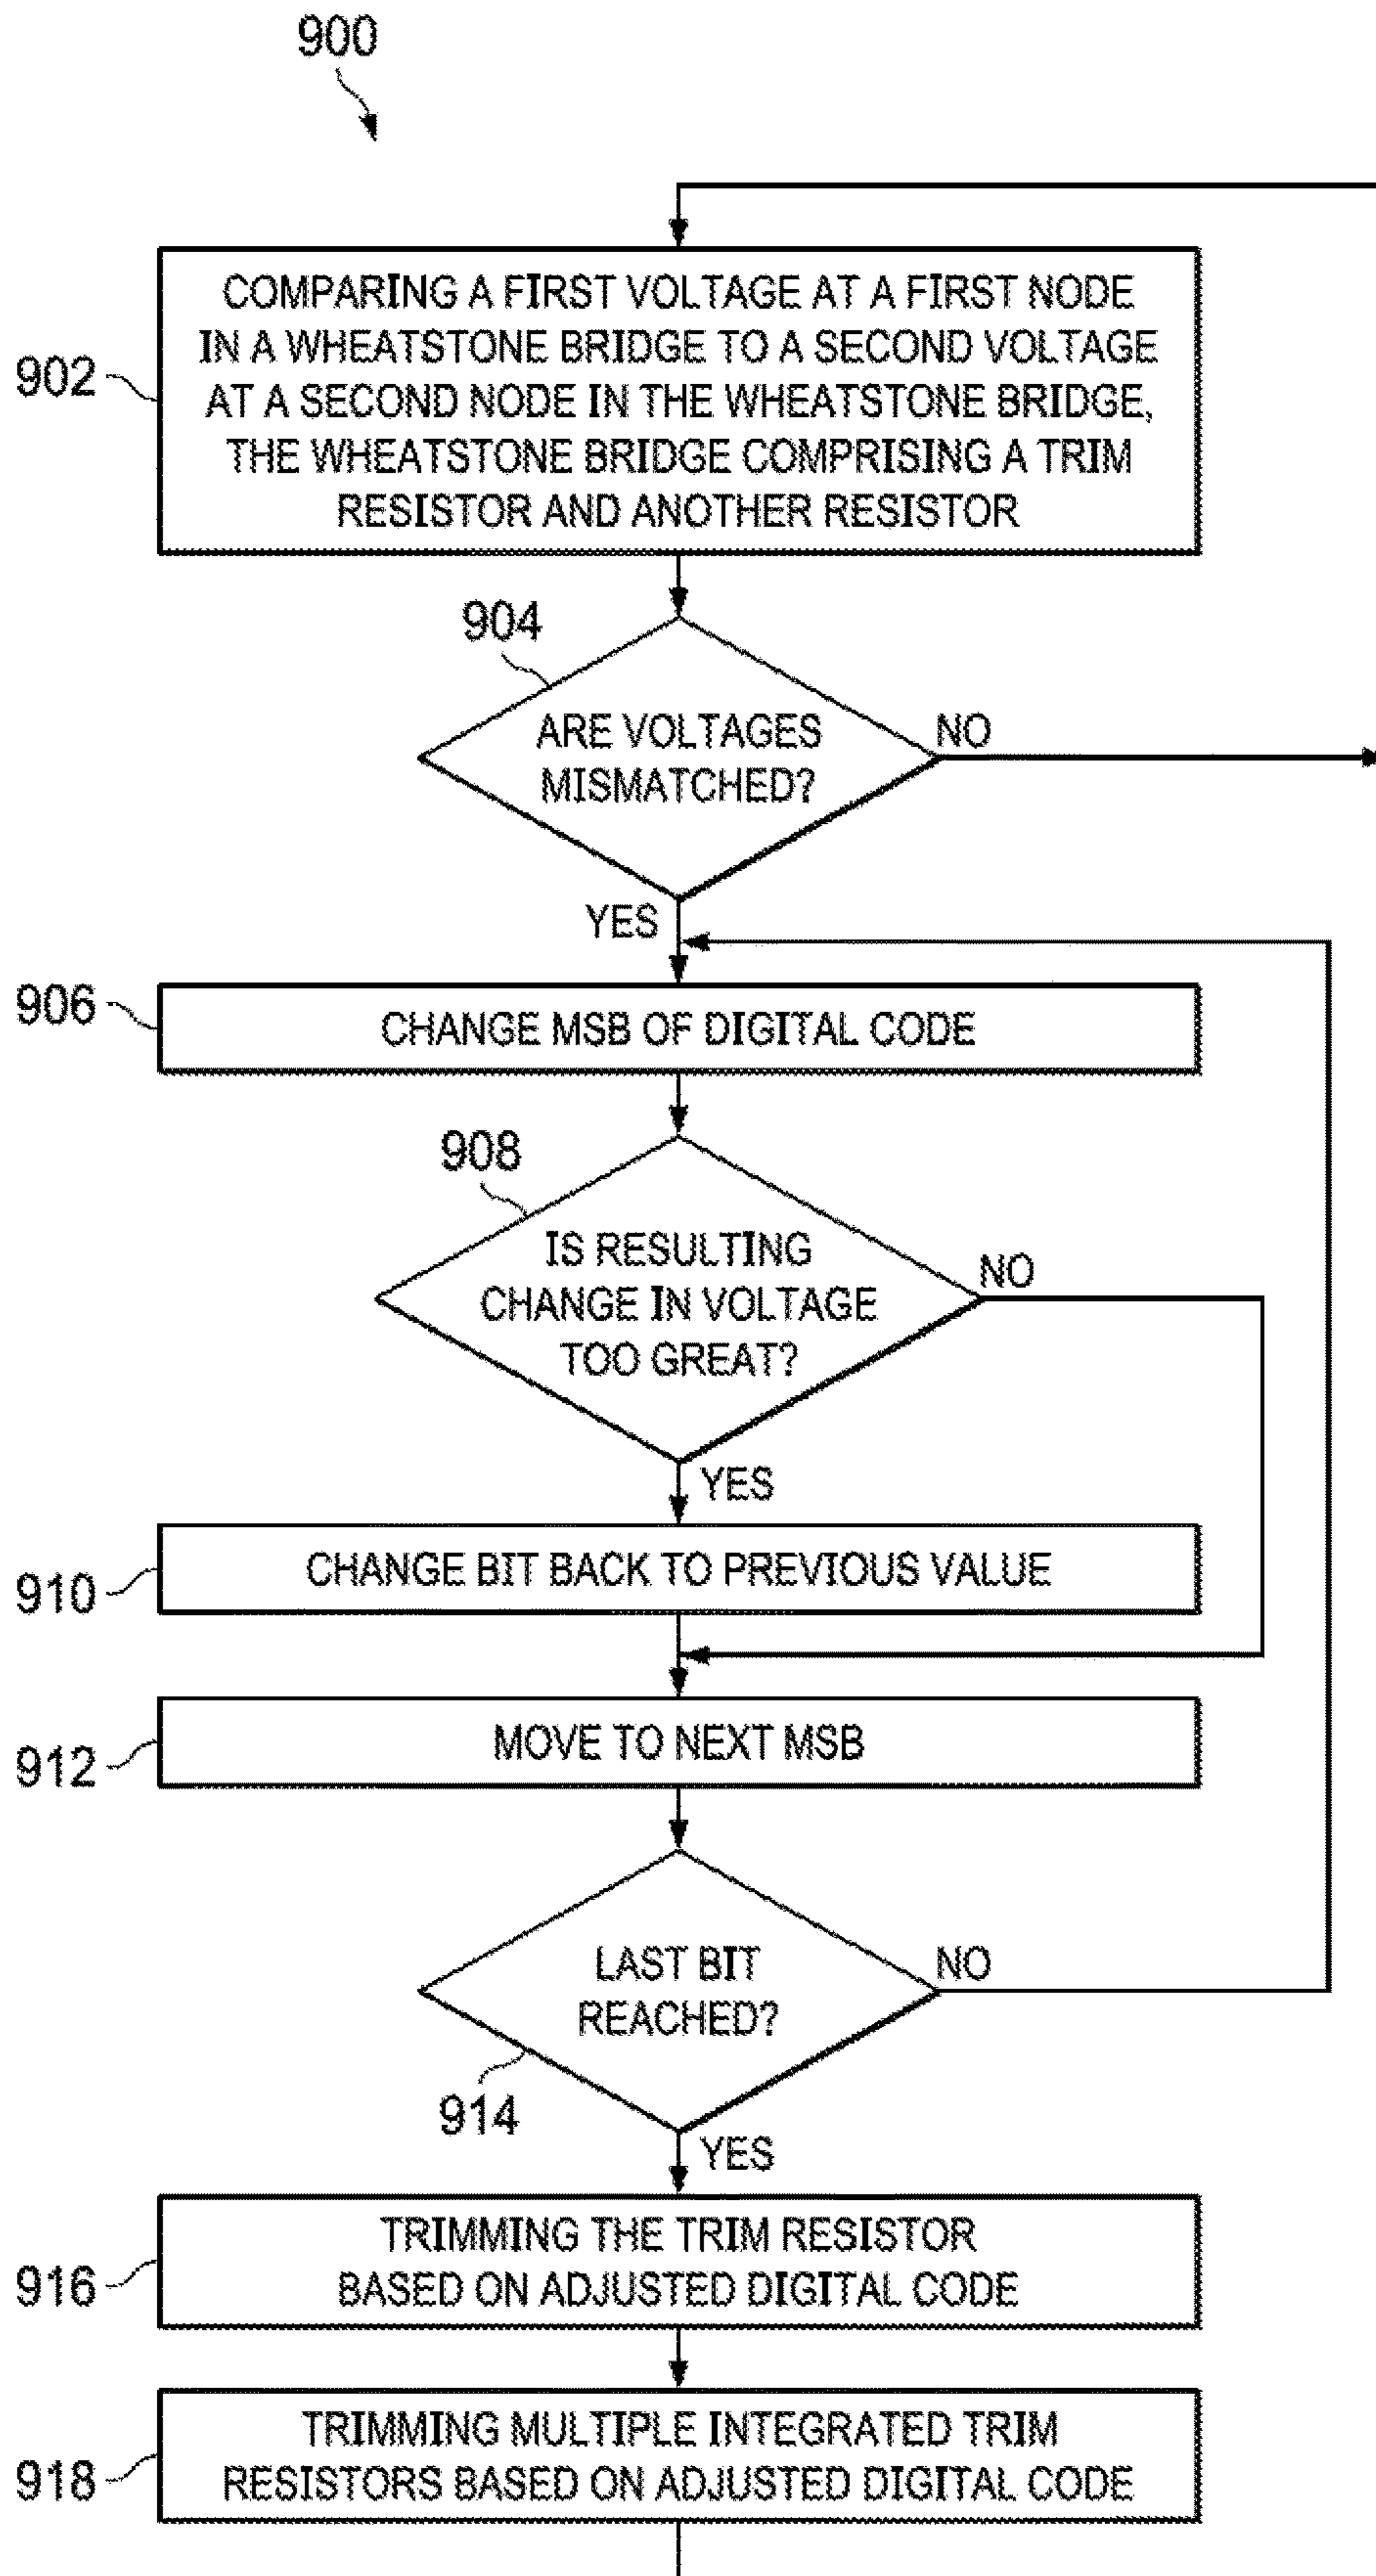 900
902
COMPARING A FIRST VOLTAGE AT A FIRST NODE
IN A WHEATSTONE BRIDGE TO A SECOND VOLTAGE
AT A SECOND NODE IN THE WHEATSTONE BRIDGE,
THE WHEATSTONE BRIDGE COMPRISING A TRIM
RESISTOR AND ANOTHER RESISTOR
904
ARE VOLTAGES
MISMATCHED?
NO
YES
906
CHANGE MSB OF DIGITAL CODE
908
IS RESULTING
CHANGE IN VOLTAGE
TOO GREAT?
NO
YES
910
CHANGE BIT BACK TO PREVIOUS VALUE
912
MOVE TO NEXT MSB
LAST BIT
REACHED?
NO
914
YES
916
TRIMMING THE TRIM RESISTOR
BASED ON ADJUSTED DIGITAL CODE
918
TRIMMING MULTIPLE INTEGRATED TRIM
RESISTORS BASED ON ADJUSTED DIGITAL CODE